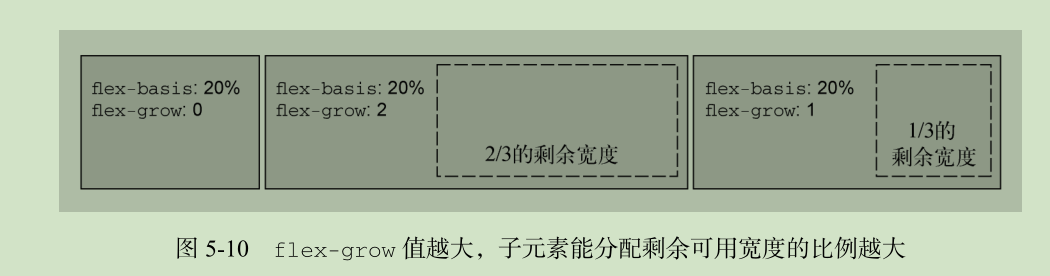 flex-basis: 20%
flex-grow: 0
flex-basis: 20%
flex-grow: 2
2/3的剩余宽度
flex-basis: 20%
flex-grow: 1
1/3的
剩余宽度
图 5-10 flex-grow 值越大，子元素能分配剩余可用宽度的比例越大